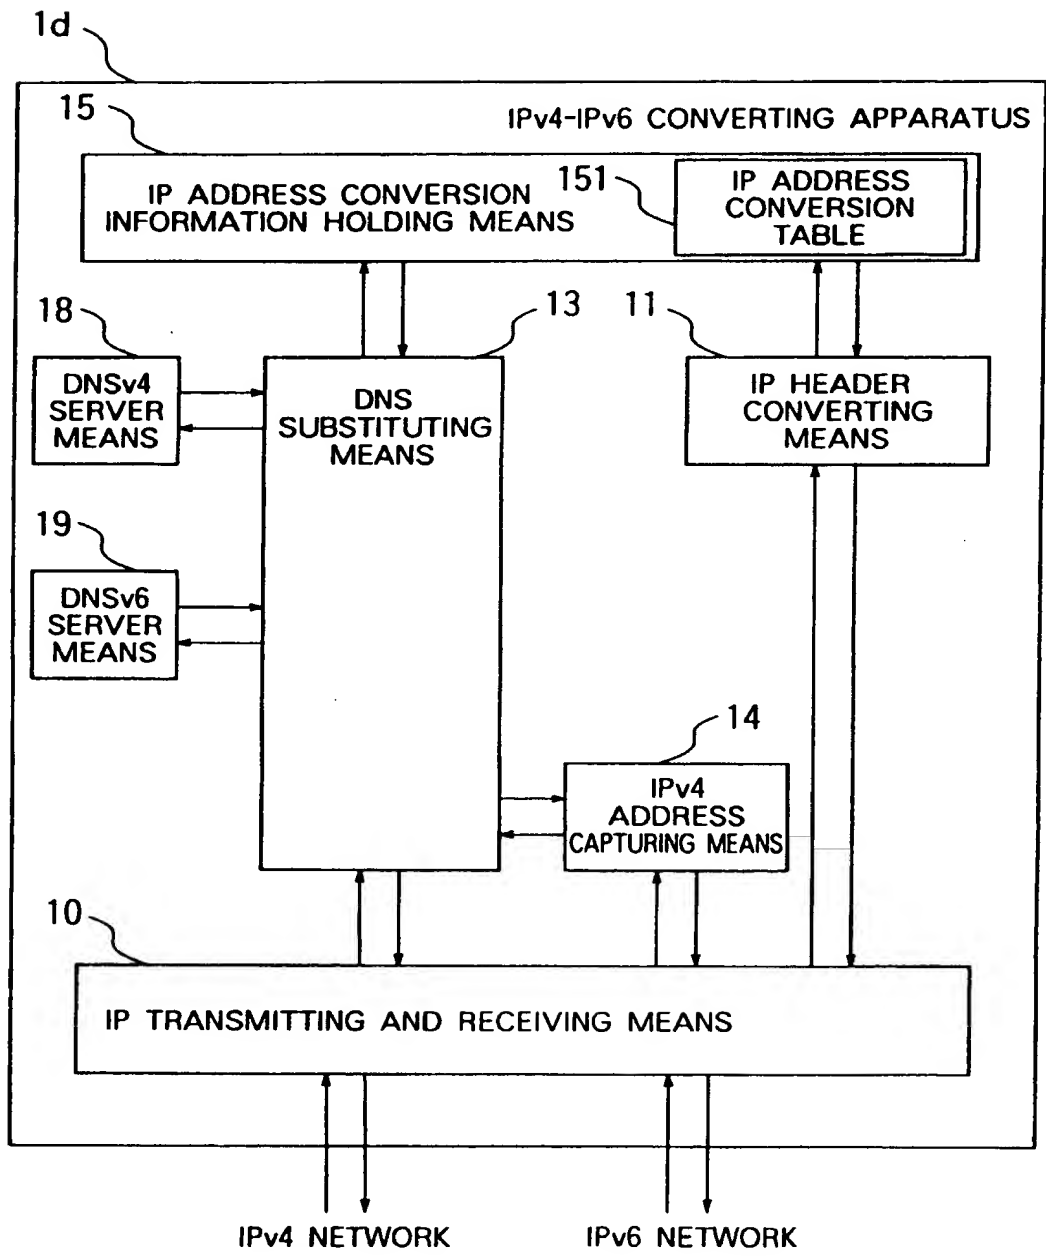 1d
15
IPv4-IPv6 CONVERTING APPARATUS
IP ADDRESS CONVERSION
INFORMATION HOLDING MEANS
151
IP ADDRESS
CONVERSION
TABLE
18
13
11
DNSv4
SERVER
MEANS
DNS
SUBSTITUTING
MEANS
IP HEADER
CONVERTING
MEANS
19
DNSv6
SERVER
MEANS
14
IPv4
ADDRESS
CAPTURING MEANS
10
IP TRANSMITTING AND RECEIVING MEANS
IPv4 NETWORK
IPv6 NETWORK